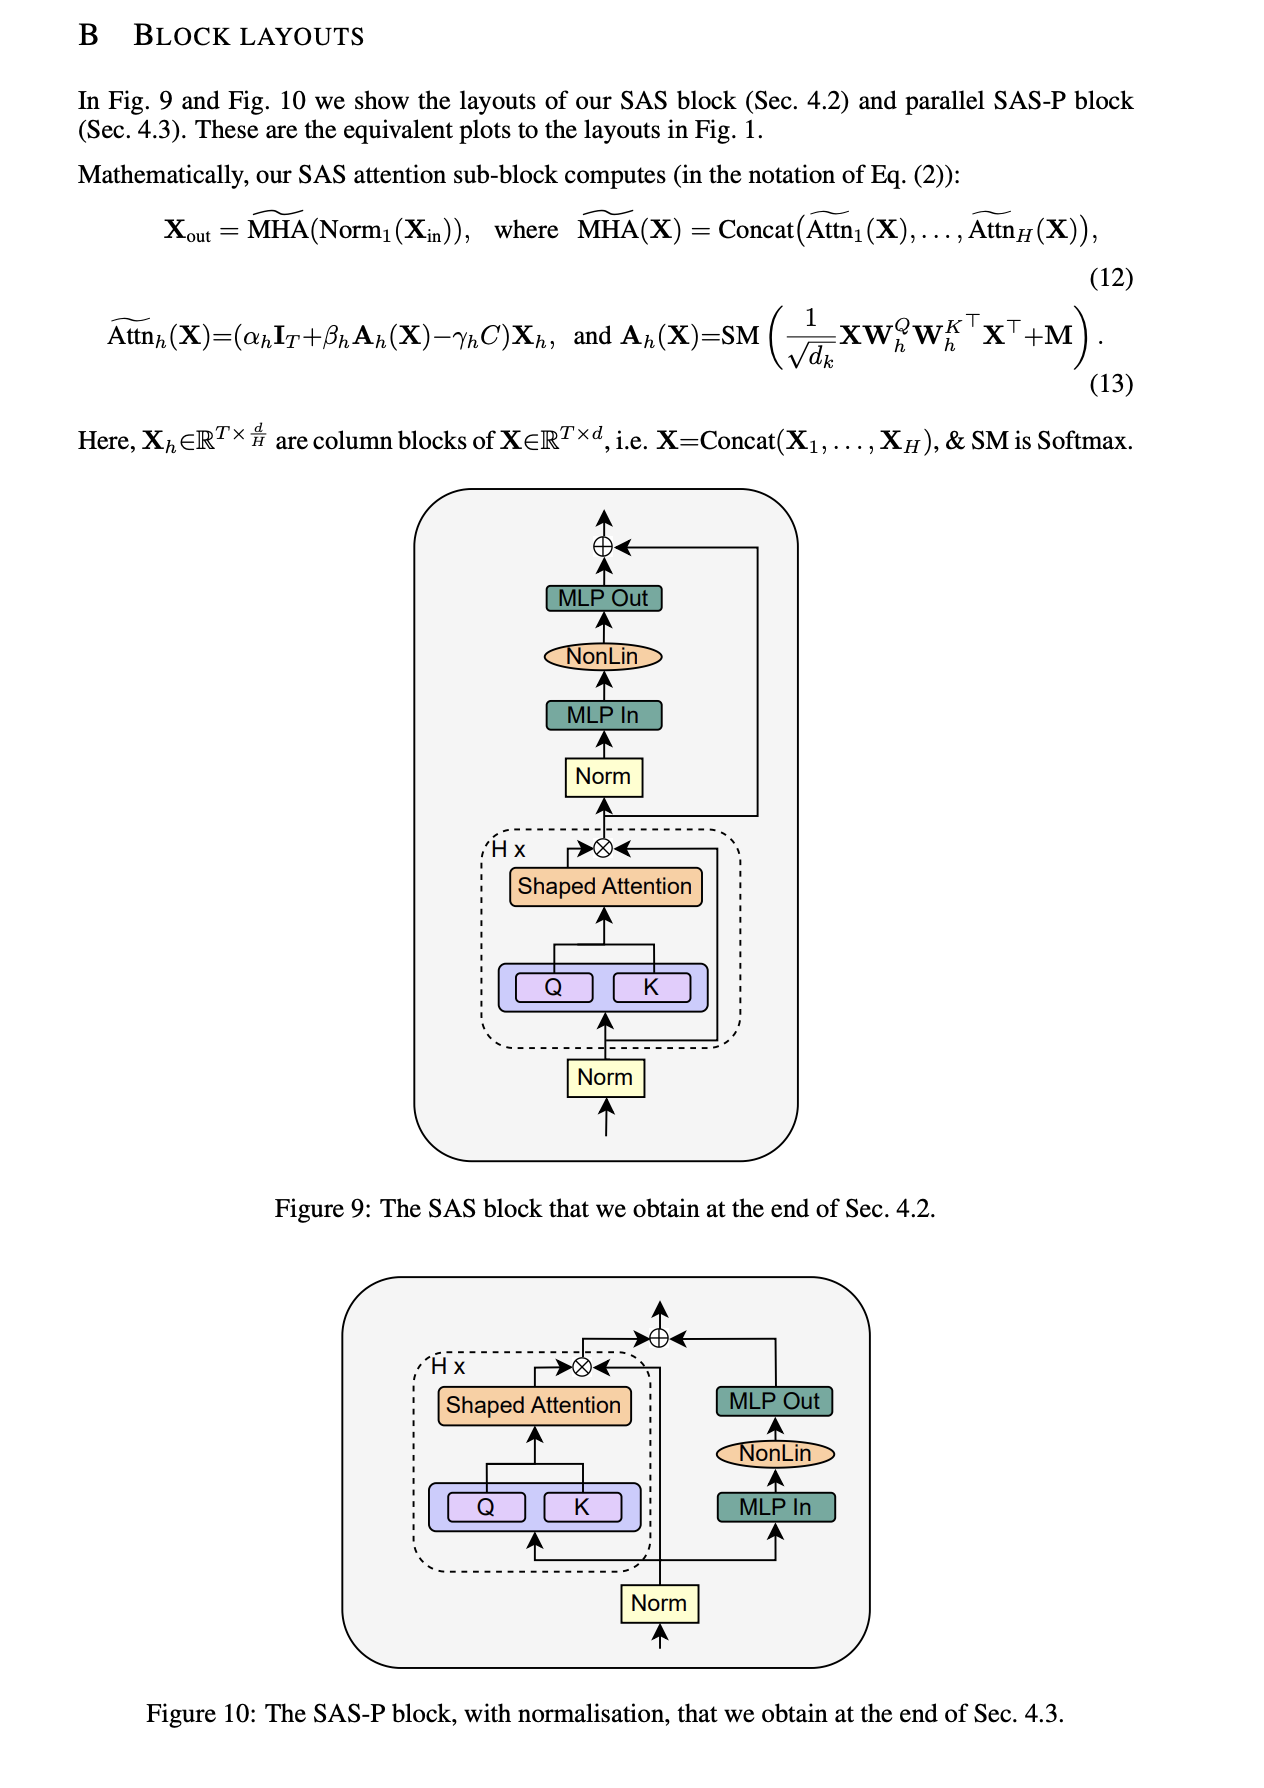 B BLOCK LAYOUTS
In Fig. 9 and Fig. 10 we show the layouts of our SAS block (Sec. 4.2) and parallel SAS-P block
(Sec. 4.3). These are the equivalent plots to the layouts in Fig. 1.
Mathematically, our SAS attention sub-block computes (in the notation of Eq. (2)):
$\mathbf{X}_{\text{out}} = \widetilde{\text{MHA}}(\text{Norm}_1(\mathbf{X}_{\text{in}})),$ where $\widetilde{\text{MHA}}(\mathbf{X}) = \text{Concat}(\widetilde{\text{Attn}}_1(\mathbf{X}), \ldots, \widetilde{\text{Attn}}_H(\mathbf{X})),$
(12)
$\widetilde{\text{Attn}}_h(\mathbf{X}) = (\alpha_h \mathbf{I}_T + \beta_h \mathbf{A}_h(\mathbf{X}) - \gamma_h C)\mathbf{X}_h,$ and $\mathbf{A}_h(\mathbf{X}) = \text{SM}\left(\frac{1}{\sqrt{d_k}} \mathbf{X}\mathbf{W}_h^Q {\mathbf{W}_h^K}^\top \mathbf{X}^\top + \mathbf{M}\right).$
(13)
Here, $\mathbf{X}_h \in \mathbb{R}^{T \times \frac{d}{H}}$ are column blocks of $\mathbf{X} \in \mathbb{R}^{T \times d}$, i.e. $\mathbf{X} = \text{Concat}(\mathbf{X}_1, \ldots, \mathbf{X}_H)$, & SM is Softmax.
MLP Out
NonLin
MLP In
Norm
H x
Shaped Attention
Q K
Norm
Figure 9: The SAS block that we obtain at the end of Sec. 4.2.
H x
Shaped Attention
Q K
MLP Out
NonLin
MLP In
Norm
Figure 10: The SAS-P block, with normalisation, that we obtain at the end of Sec. 4.3.